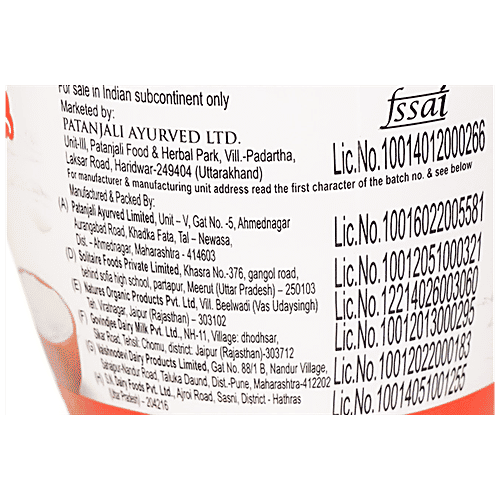 For sale in Indian subcontinent only
Marketed by:
PATANJALI AYURVED LTD.
Unit-III, Patanjali Food & Herbal Park, Vill.-Padartha,
Laksar Road, Haridwar-249404 (Uttarakhand)
For manufacturer & manufacturing unit address read the first character of the batch no. & see below
Manufactured & Packed By:
(A) Patanjali Ayurved Limited, Unit – V, Gat No. -5, Ahmednagar
Aurangabad Road, Khadka Fata, Tal – Newasa,
Dist. - Ahmednagar, Maharashtra - 414603
(D) Solitaire Foods Private Limited, Khasra No.-376, gangol road,
behind sofia high school, partapur, Meerut (Uttar Pradesh) – 250103
(E) Natures Organic Products Pvt. Ltd, Vill. Beelwadi (Vas Udaysingh)
Teh. Viratnagar, Jaipur (Rajasthan) - 303102
(F) Govindjee Dairy Milk Pvt. Ltd., NH-11, Village: dhodhsar,
Sikar Road, Tehsil: Chomu, district: Jaipur (Rajasthan)-303712
(G) Dairy Products Limited, Gat No. 88/1 B, Nandur Village,
Sahajpur-Nandur Road, Taluka Daund, Dist.-Pune, Maharashtra-412202
(H) Dairy Foods Pvt. Ltd., Ajroi Road, Sasni, District - Hathras
(Uttar Pradesh) - 204216
fssai
Lic.No.10014012000266
Lic.No.10016022005581
Lic.No.10012051000321
Lic.No.12214026003060
Lic.No.10012013000295
Lic.No.10012022000183
Lic.No.10014051001255